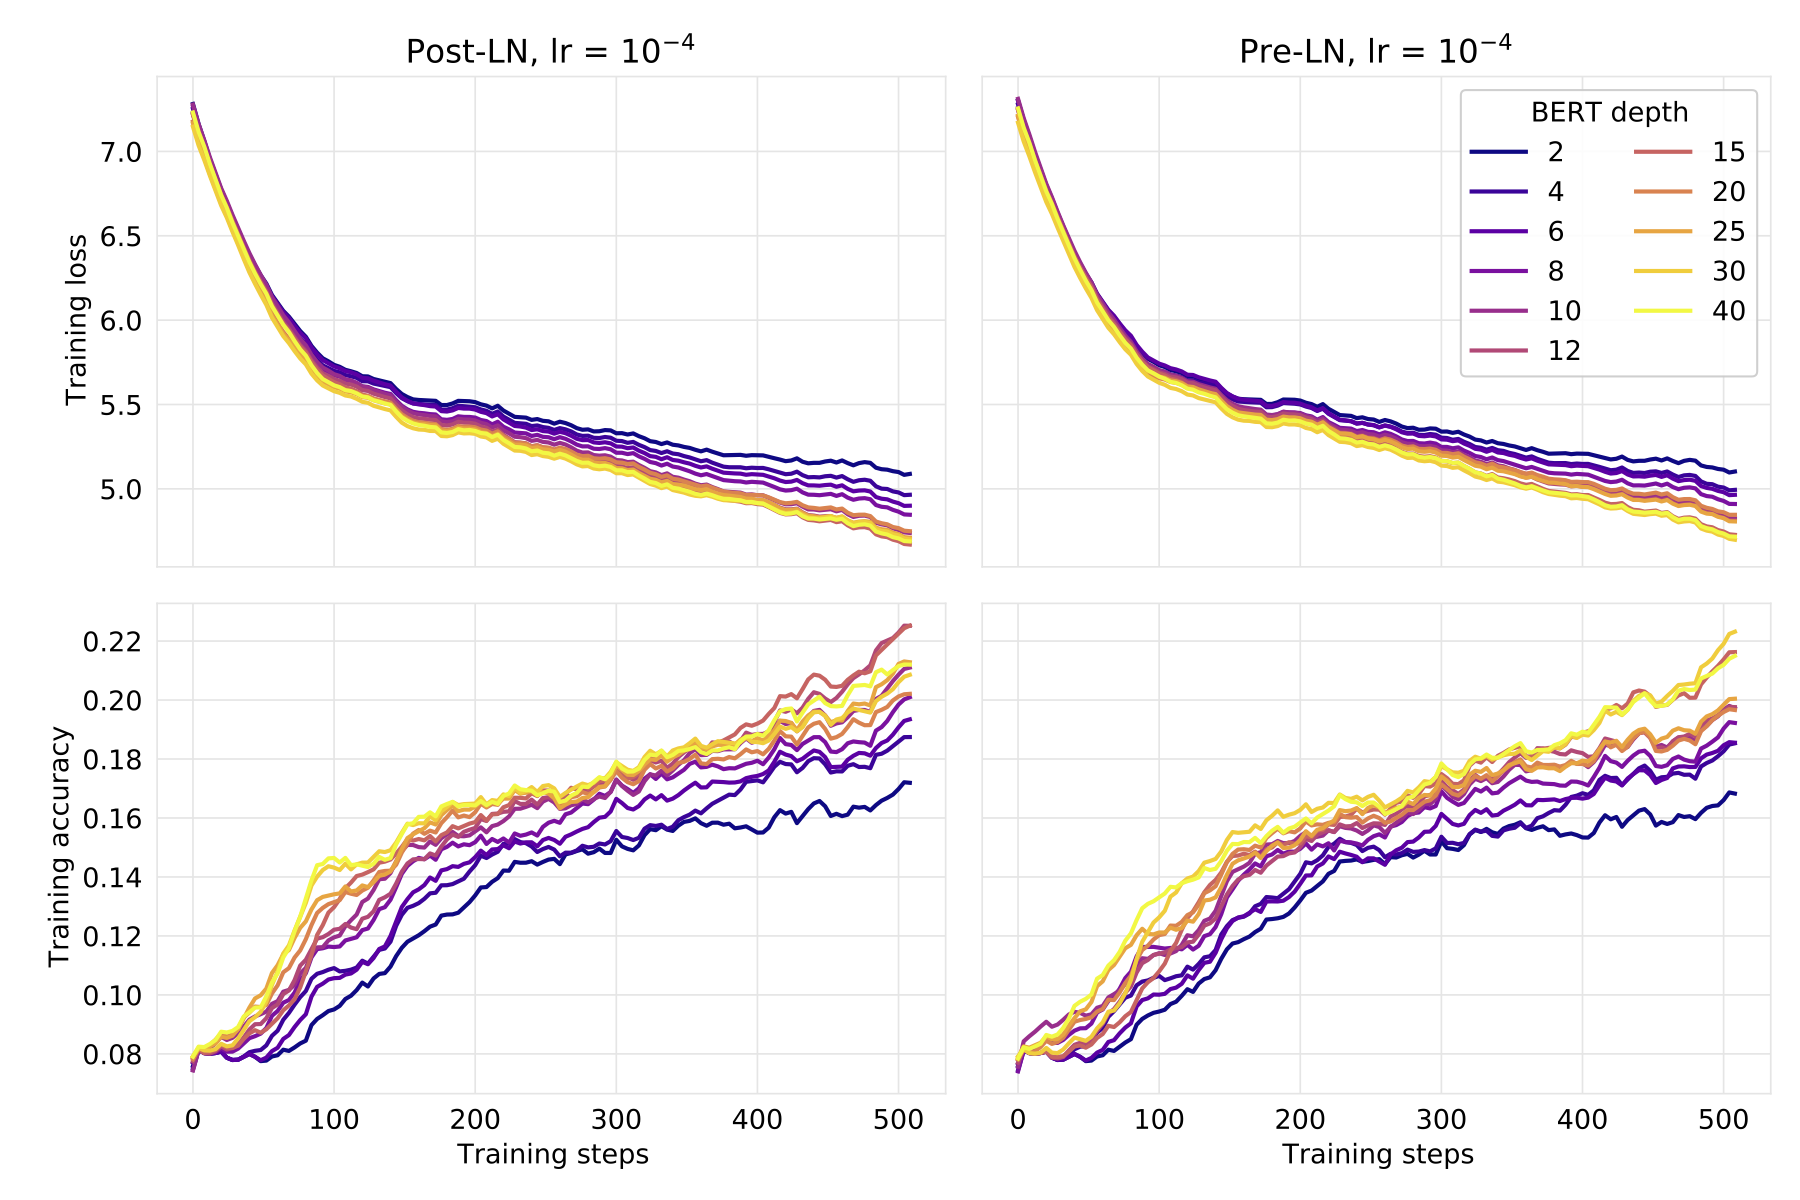 Post-LN, lr = 10⁻⁴
Pre-LN, lr = 10⁻⁴
Training loss
7.0
6.5
6.0
5.5
5.0
BERT depth
2
4
6
8
10
12
15
20
25
30
40
Training accuracy
0.22
0.20
0.18
0.16
0.14
0.12
0.10
0.08
0 100 200 300 400 500
0 100 200 300 400 500
Training steps
Training steps